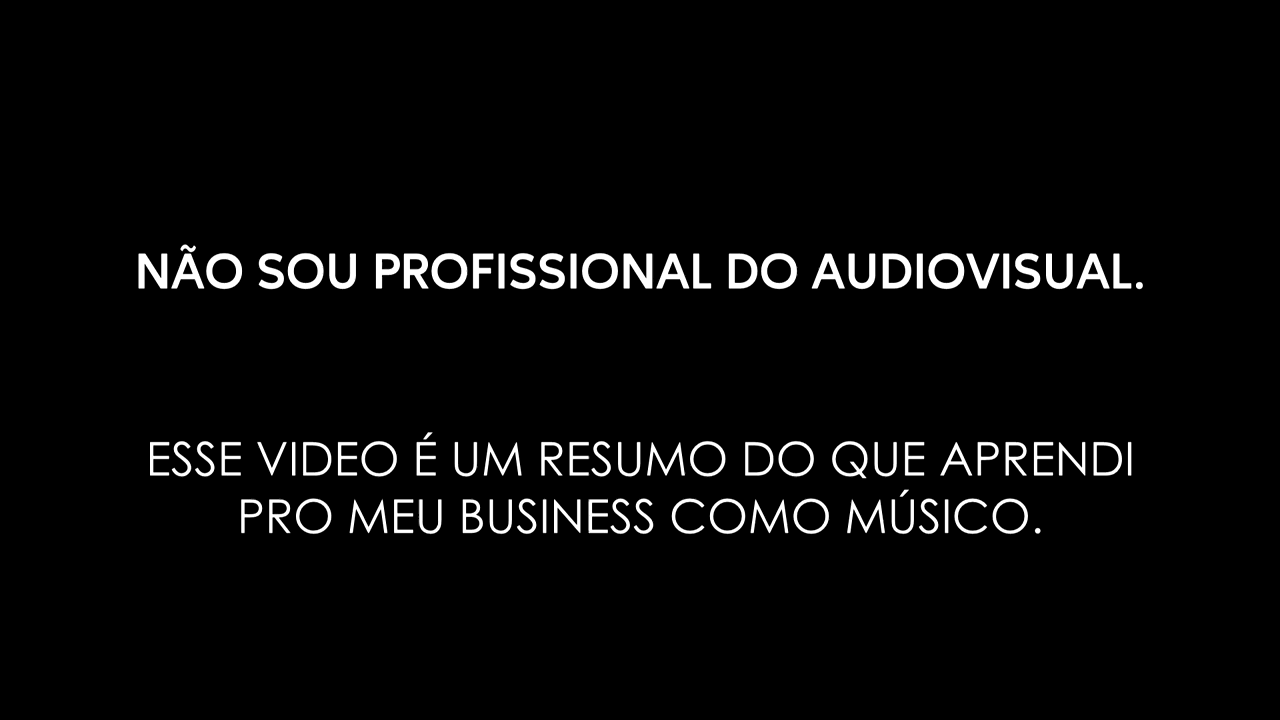 NÃO SOU PROFISSIONAL DO AUDIOVISUAL.
ESSE VIDEO É UM RESUMO DO QUE APRENDI
PRO MEU BUSINESS COMO MÚSICO.